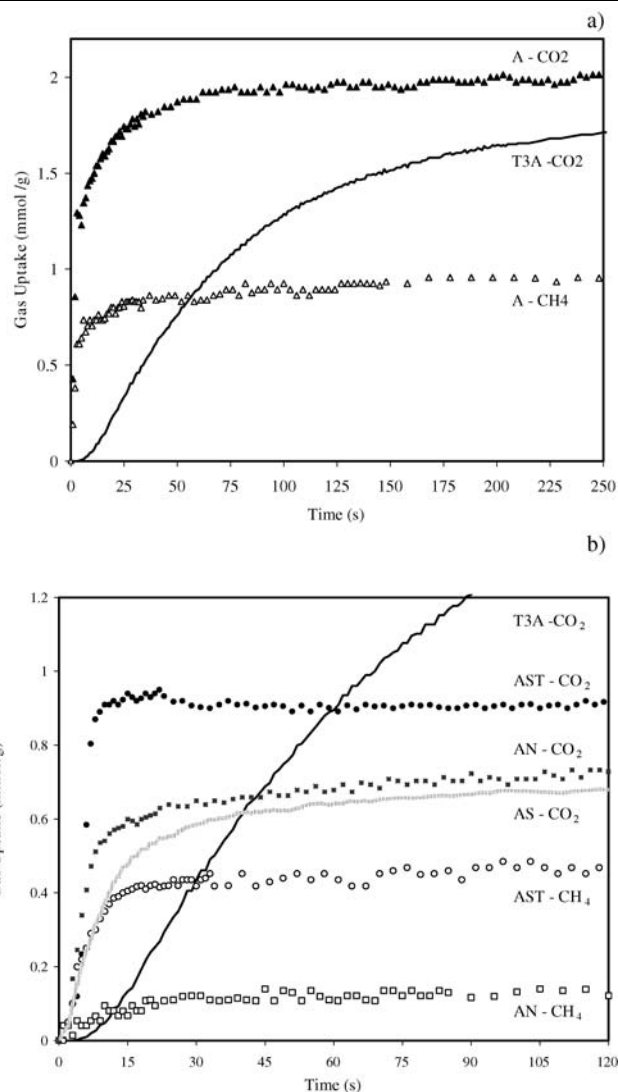 a)
A - CO2
T3A -CO2
A - CH4
Gas Uptake (mmol /g)
2
1.5
1
0.5
0
0 25 50 75 100 125 150 175 200 225 250
Time (s)
b)
T3A -CO₂
AST - CO₂
AN - CO₂
AS - CO₂
AST - CH₄
AN - CH₄
1.2
1
0.8
0.6
0.4
0.2
0
0 15 30 45 60 75 90 105 120
Time (s)